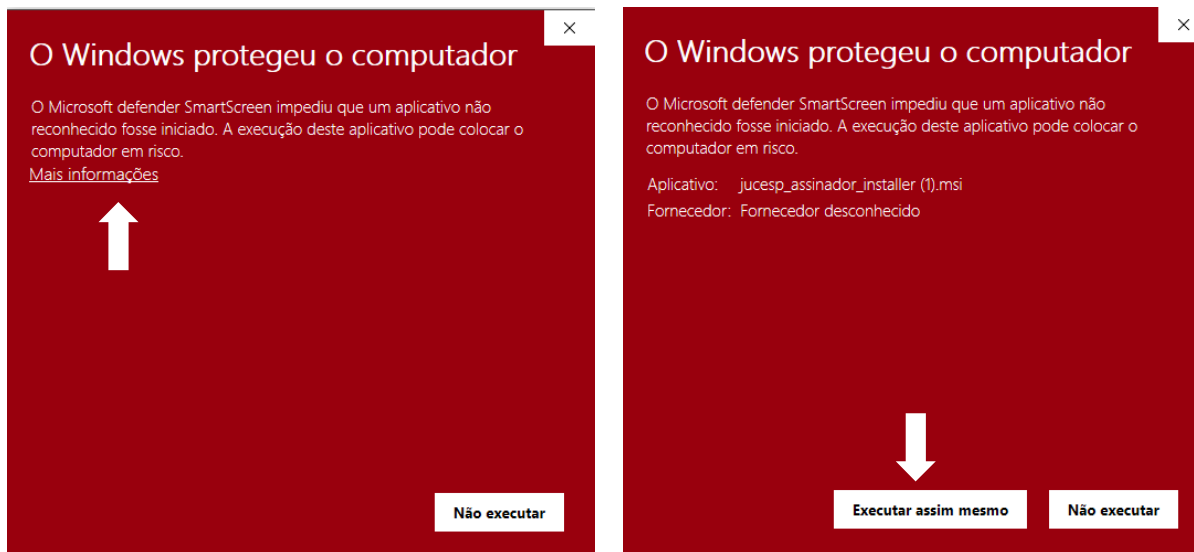 O Windows protegeu o computador
O Microsoft defender SmartScreen impediu que um aplicativo não
reconhecido fosse iniciado. A execução deste aplicativo pode colocar o
computador em risco.
Mais informações
Não executar
O Windows protegeu o computador
O Microsoft defender SmartScreen impediu que um aplicativo não
reconhecido fosse iniciado. A execução deste aplicativo pode colocar o
computador em risco.
Aplicativo: jucesp_assinador_installer (1).msi
Fornecedor: Fornecedor desconhecido
Executar assim mesmo Não executar